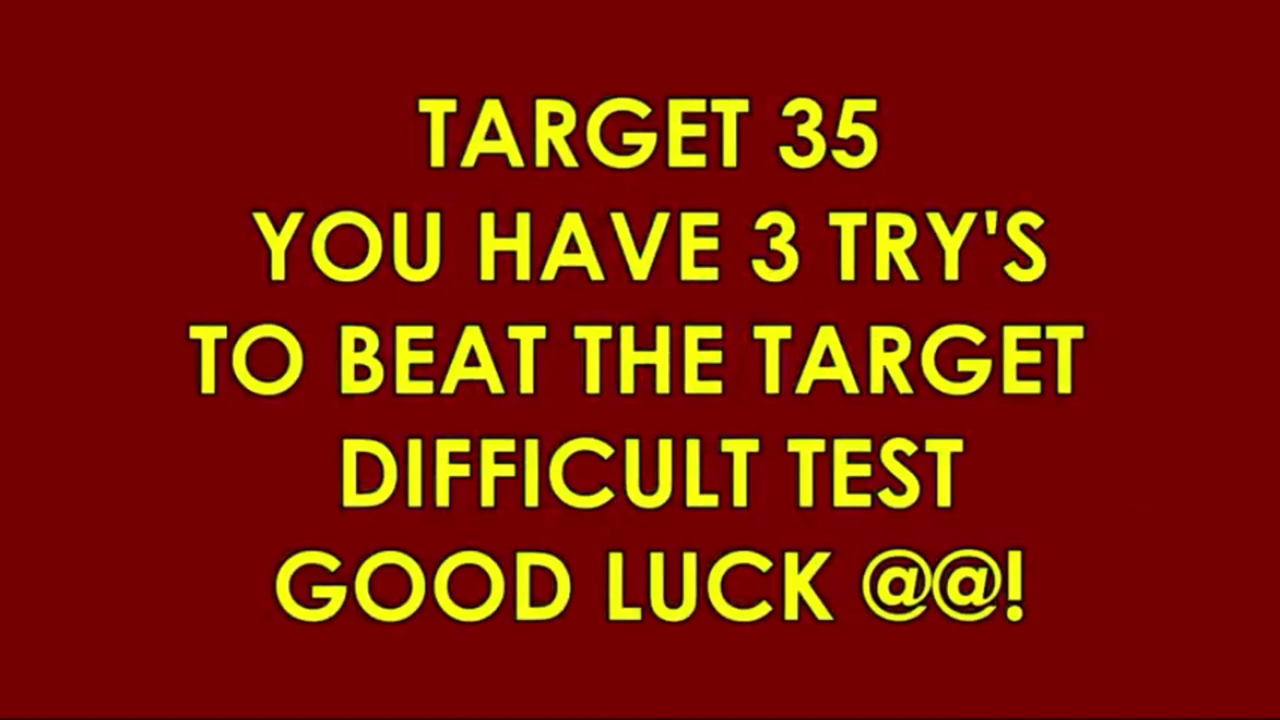 TARGET 35
YOU HAVE 3 TRY'S
TO BEAT THE TARGET
DIFFICULT TEST
GOOD LUCK @@!